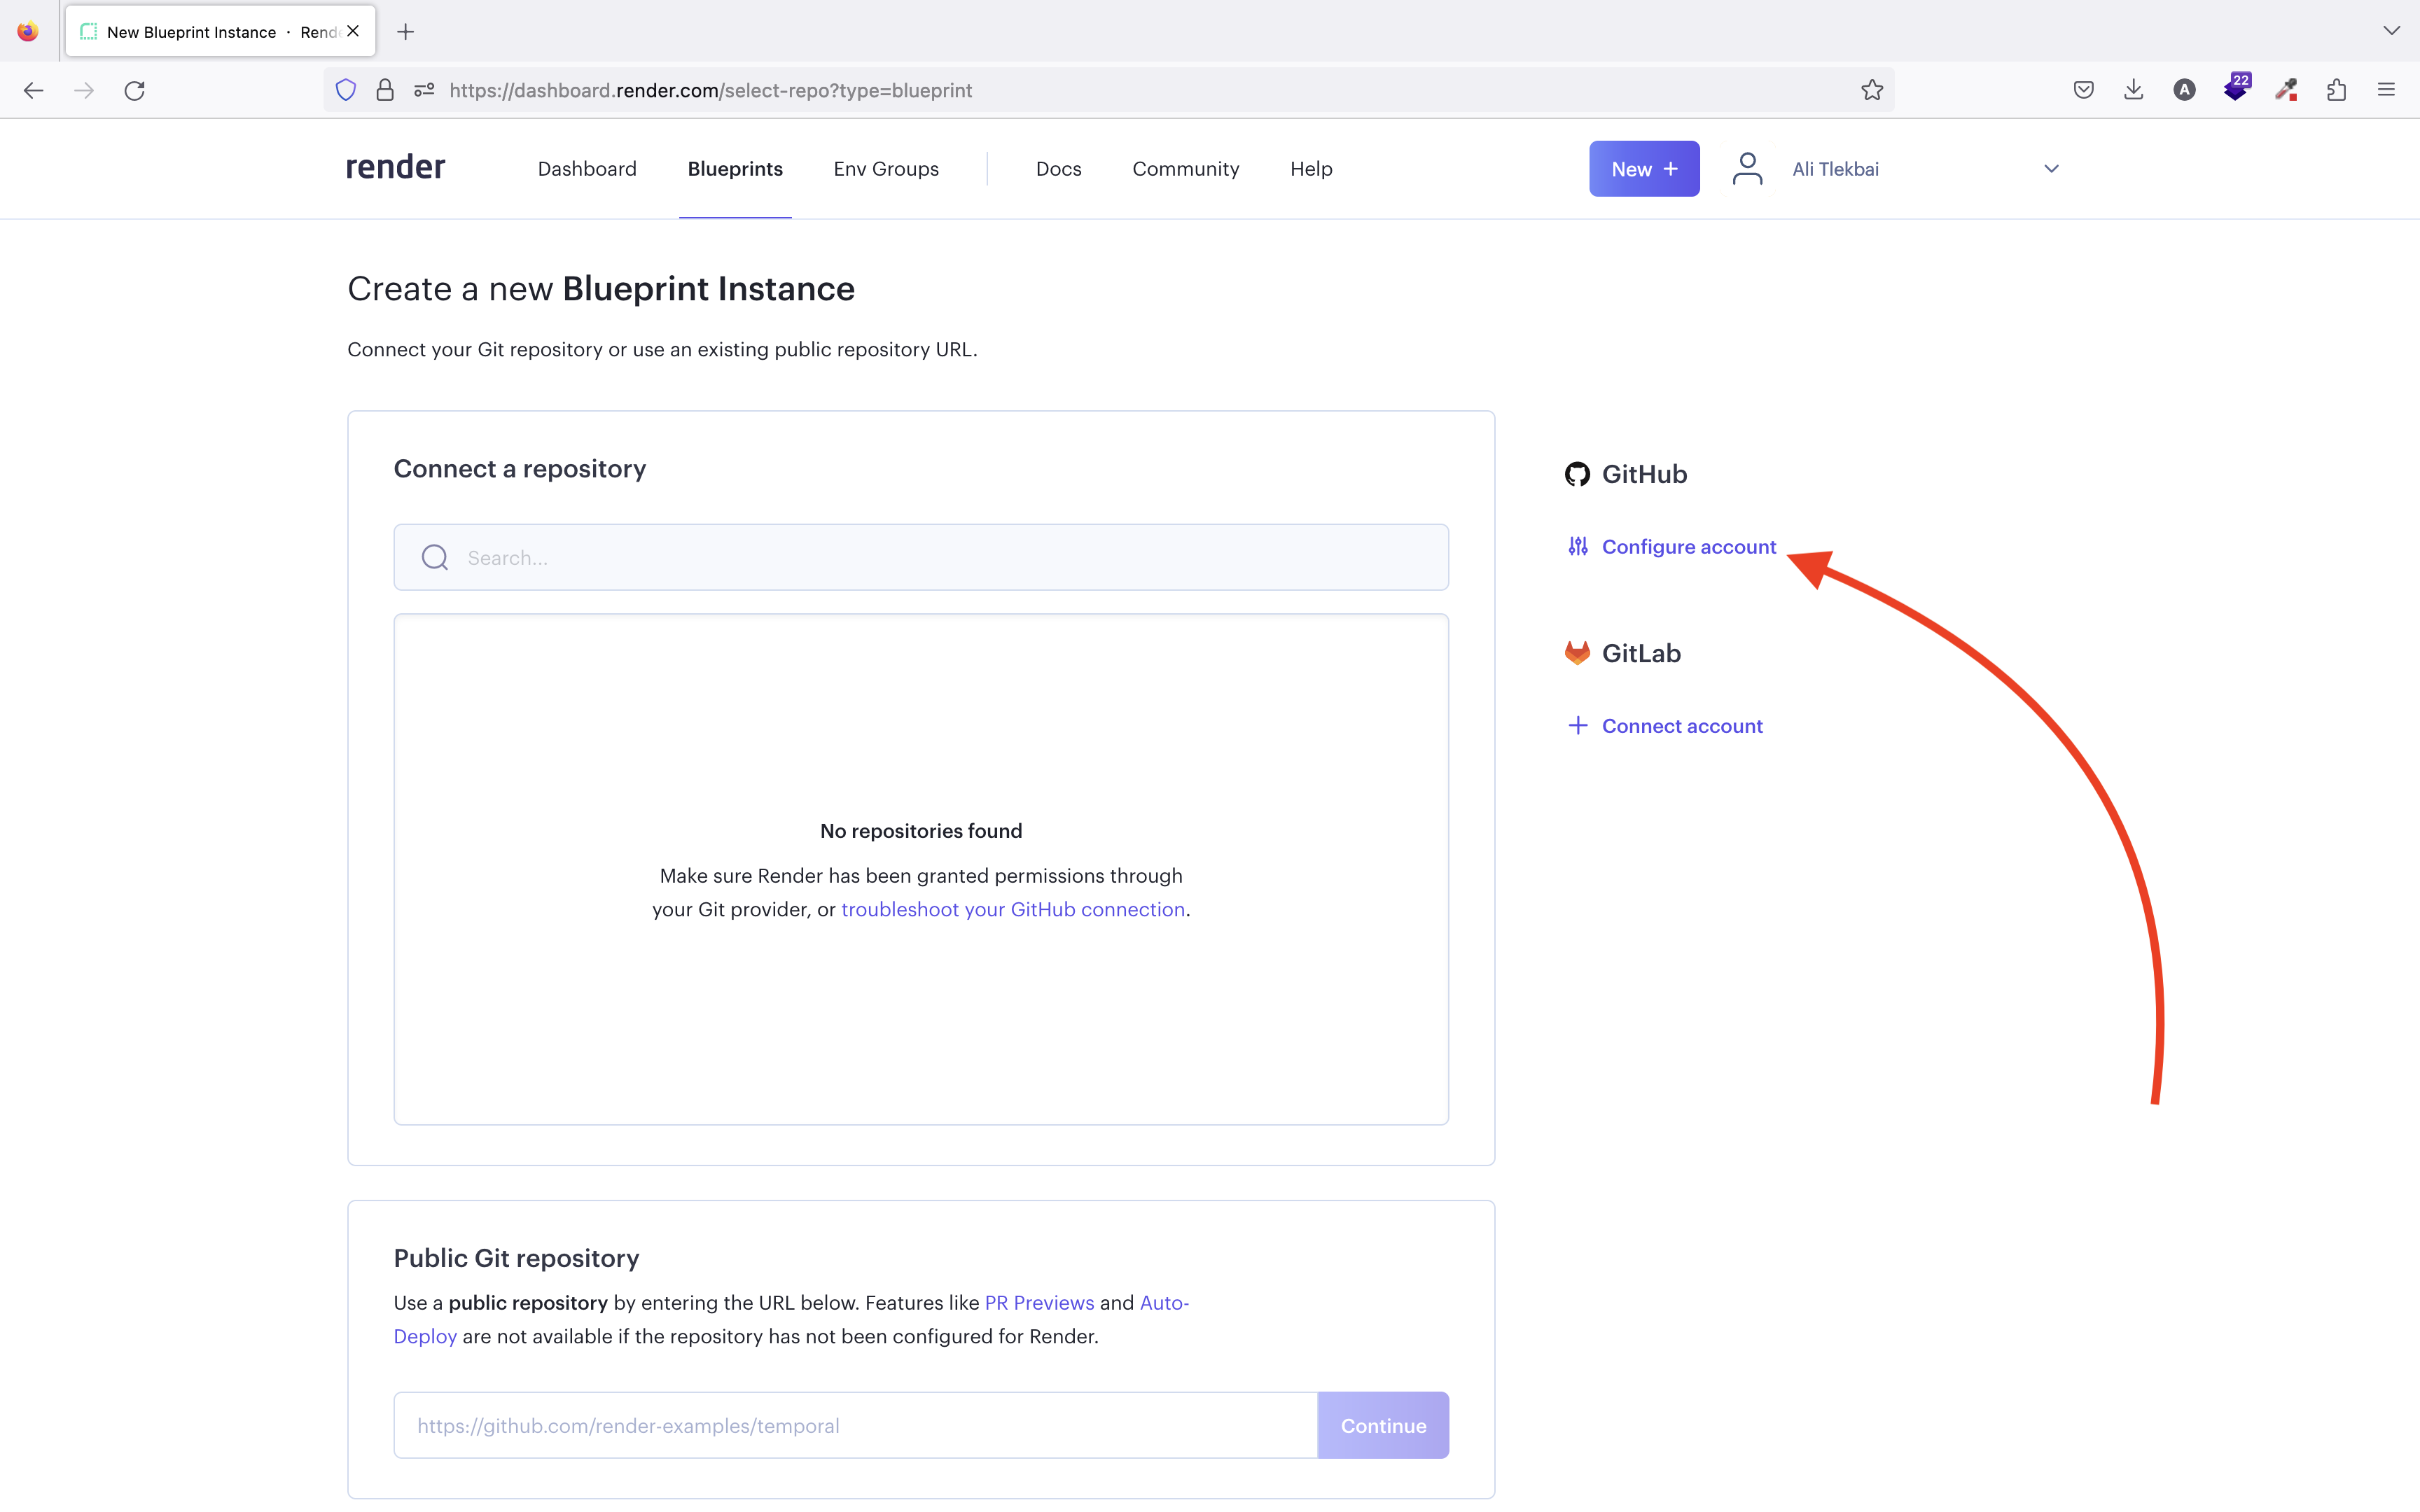 New Blueprint Instance · Rend
https://dashboard.render.com/select-repo?type=blueprint
A
22
render
Dashboard
Blueprints
Env Groups
Docs
Community
Help
New +
Ali Tlekbai
Create a new Blueprint Instance
Connect your Git repository or use an existing public repository URL.
Connect a repository
Search...
No repositories found
Make sure Render has been granted permissions through
your Git provider, or troubleshoot your GitHub connection.
GitHub
Configure account
GitLab
Connect account
Public Git repository
Use a public repository by entering the URL below. Features like PR Previews and Auto-
Deploy are not available if the repository has not been configured for Render.
https://github.com/render-examples/temporal
Continue